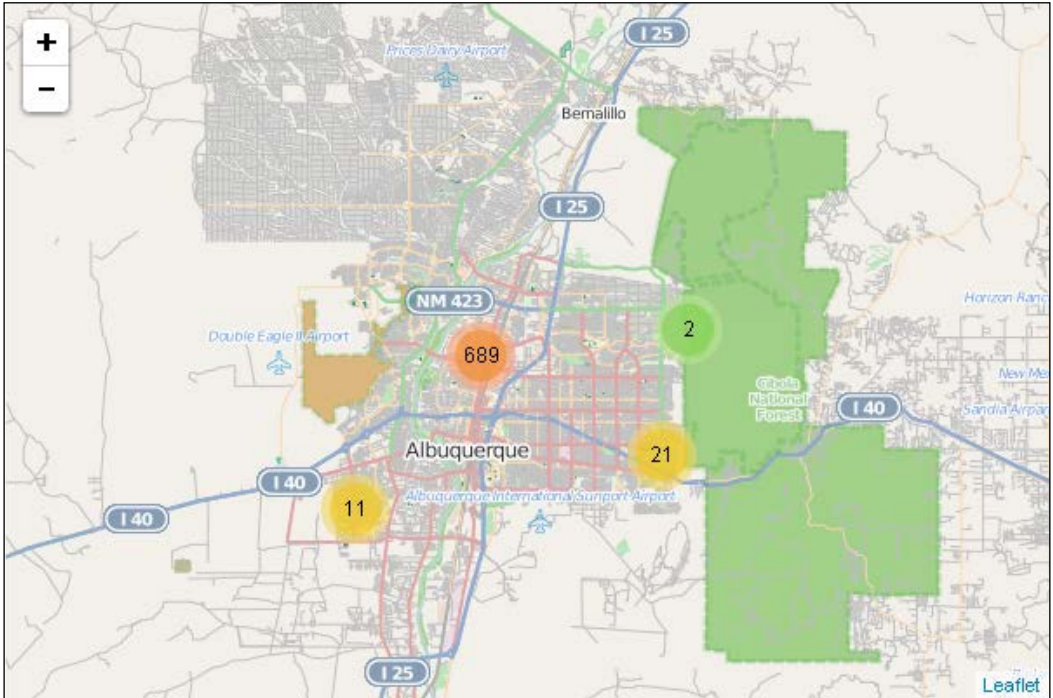 +
−
I 25
Prices Dairy Airport
Bernalillo
I 25
NM 423
Horizon Ranc
2
Double Eagle II Airport
689
New Me
Cibola
National
Forest
I 40
Sandia Airpar
Albuquerque
21
I 40
Albuquerque International Sunport Airport
11
I 40
I 25
Leaflet